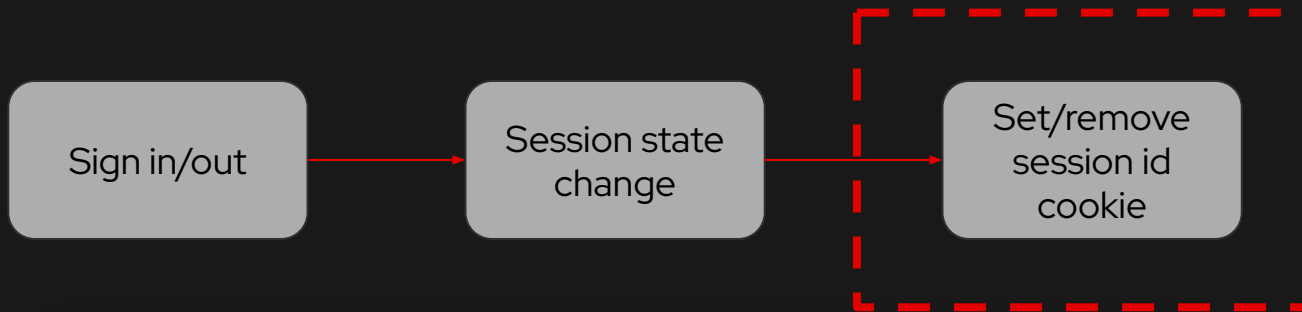 Sign in/out
Session state
change
Set/remove
session id
cookie